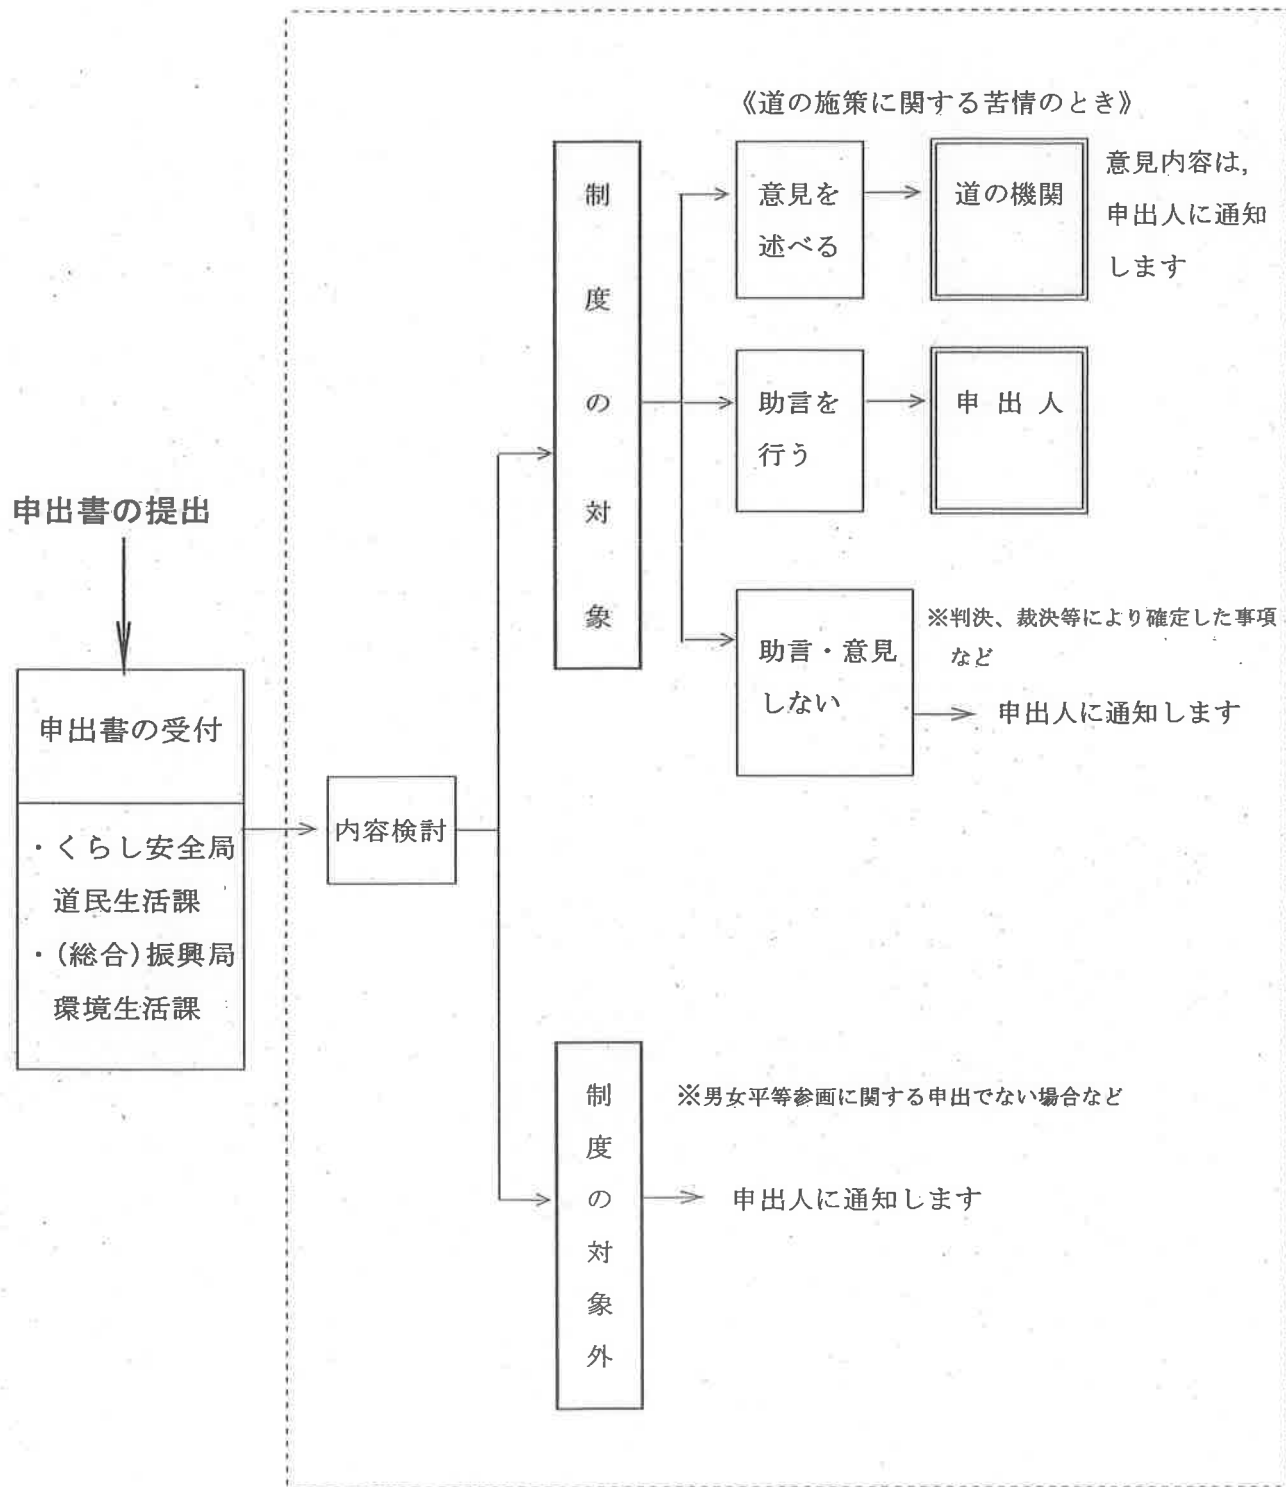 申出書の提出
申出書の受付
・くらし安全局
道民生活課
・(総合)振興局
環境生活課
内容検討
制度の対象
《道の施策に関する苦情のとき》
意見を
述べる
道の機関
意見内容は,
申出人に通知
します
助言を
行う
申出人
助言・意見
しない
※判決、裁決等により確定した事項
など
申出人に通知します
制度の対象外
※男女平等参画に関する申出でない場合など
申出人に通知します